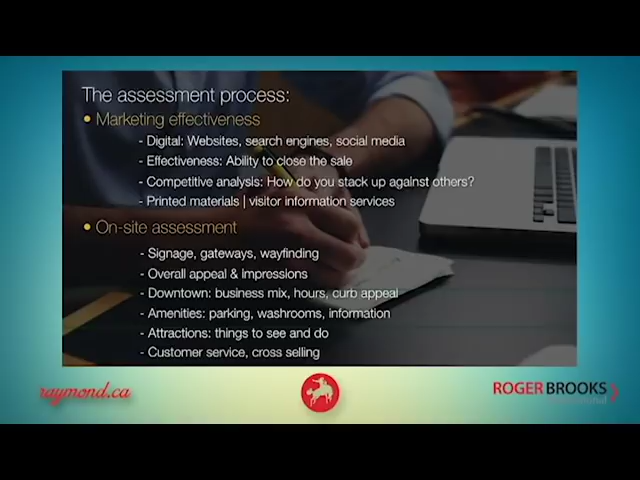 The assessment process:
• Marketing effectiveness
- Digital: Websites, search engines, social media
- Effectiveness: Ability to close the sale
- Competitive analysis: How do you stack up against others?
- Printed materials | visitor information services
• On-site assessment
- Signage, gateways, wayfinding
- Overall appeal & impressions
- Downtown: business mix, hours, curb appeal
- Amenities: parking, washrooms, information
- Attractions: things to see and do
- Customer service, cross selling
raymond.ca
ROGER BROOKS